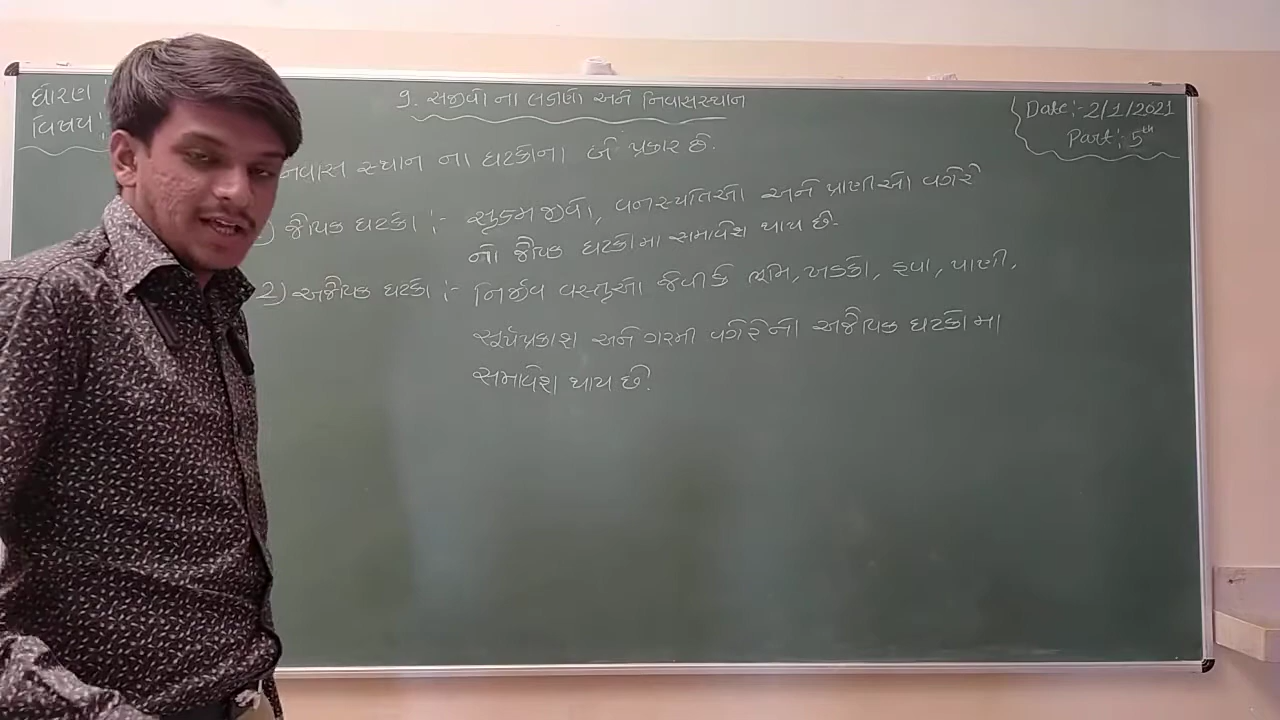 ધોરણ
વિષય:
9. સજીવો ના લક્ષણો અને નિવાસસ્થાન
Date:- 2/1/2021
Part: 5th
નિવાસ સ્થાન ના ઘટકોના બે પ્રકાર છે.
1) જૈવિક ઘટકો :- સૂક્ષ્મજીવો, વનસ્પતિઓ અને પ્રાણીઓ વગેરે
નો જૈવિક ઘટકોમા સમાવેશ થાય છે.
2) અજૈવિક ઘટકો :- નિર્જીવ વસ્તુઓ જેવીકે ભૂમિ, ખડકો, હવા, પાણી,
સૂર્યપ્રકાશ અને ગરમી વગેરેનો અજૈવિક ઘટકોમા
સમાવેશ થાય છે.